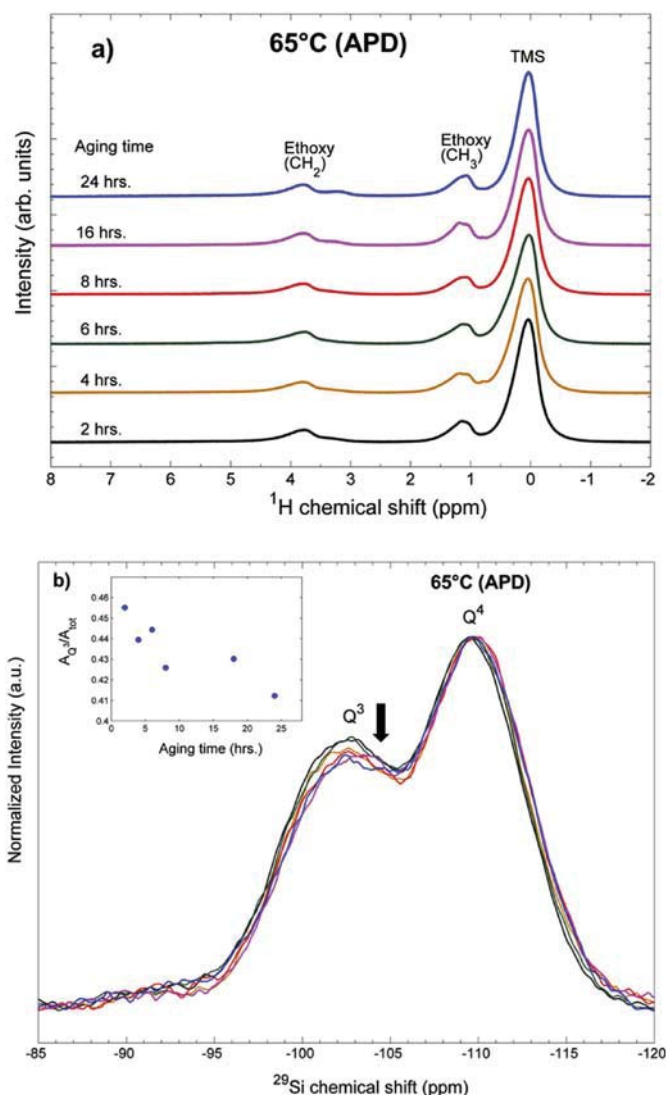 a)
65°C (APD)
TMS
Ethoxy
(CH₂)
Ethoxy
(CH₃)
Aging time
24 hrs.
16 hrs.
8 hrs.
6 hrs.
4 hrs.
2 hrs.
Intensity (arb. units)
8 7 6 5 4 3 2 1 0 -1 -2
¹H chemical shift (ppm)
b)
65°C (APD)
0.46
0.45
0.44
0.43
0.42
0.41
0.4
A_Q³/A_tot
0 5 10 15 20 25
Aging time (hrs.)
Q³
Q⁴
Normalized Intensity (a.u.)
-85 -90 -95 -100 -105 -110 -115 -120
²⁹Si chemical shift (ppm)